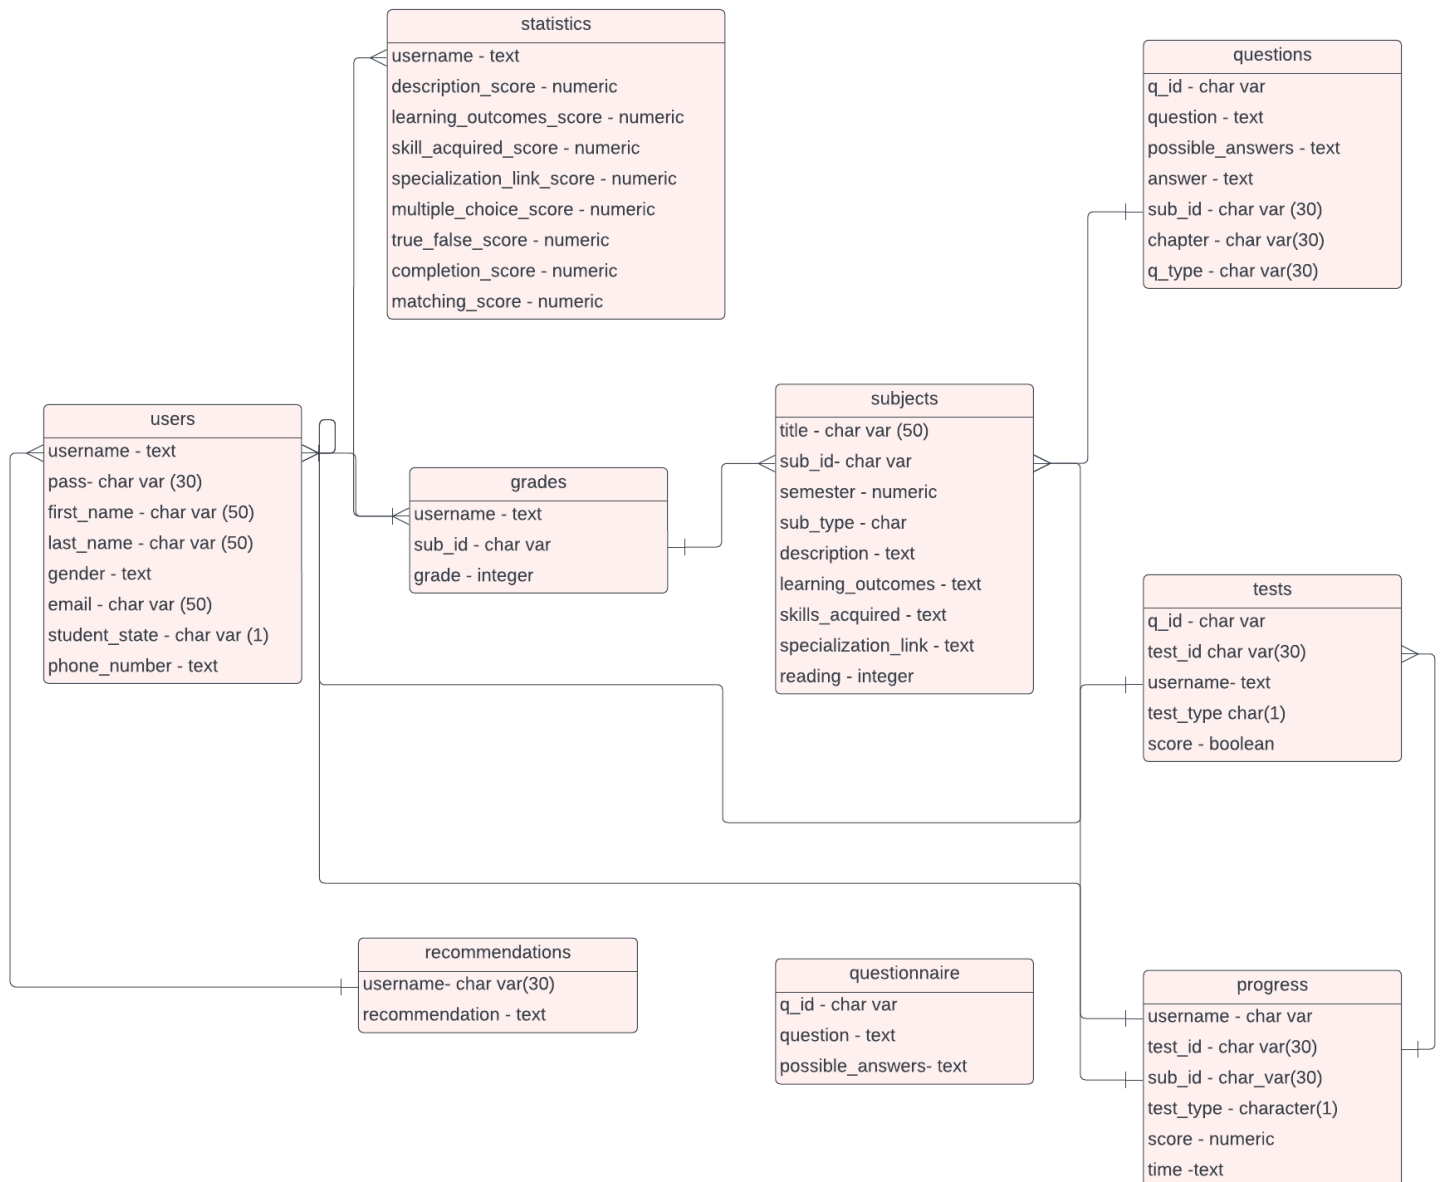 statistics
username - text
description_score - numeric
learning_outcomes_score - numeric
skill_acquired_score - numeric
specialization_link_score - numeric
multiple_choice_score - numeric
true_false_score - numeric
completion_score - numeric
matching_score - numeric
questions
q_id - char var
question - text
possible_answers - text
answer - text
sub_id - char var (30)
chapter - char var(30)
q_type - char var(30)
users
username - text
pass- char var (30)
first_name - char var (50)
last_name - char var (50)
gender - text
email - char var (50)
student_state - char var (1)
phone_number - text
grades
username - text
sub_id - char var
grade - integer
subjects
title - char var (50)
sub_id- char var
semester - numeric
sub_type - char
description - text
learning_outcomes - text
skills_acquired - text
specialization_link - text
reading - integer
tests
q_id - char var
test_id char var(30)
username- text
test_type char(1)
score - boolean
recommendations
username- char var(30)
recommendation - text
questionnaire
q_id - char var
question - text
possible_answers- text
progress
username - char var
test_id - char var(30)
sub_id - char_var(30)
test_type - character(1)
score - numeric
time -text